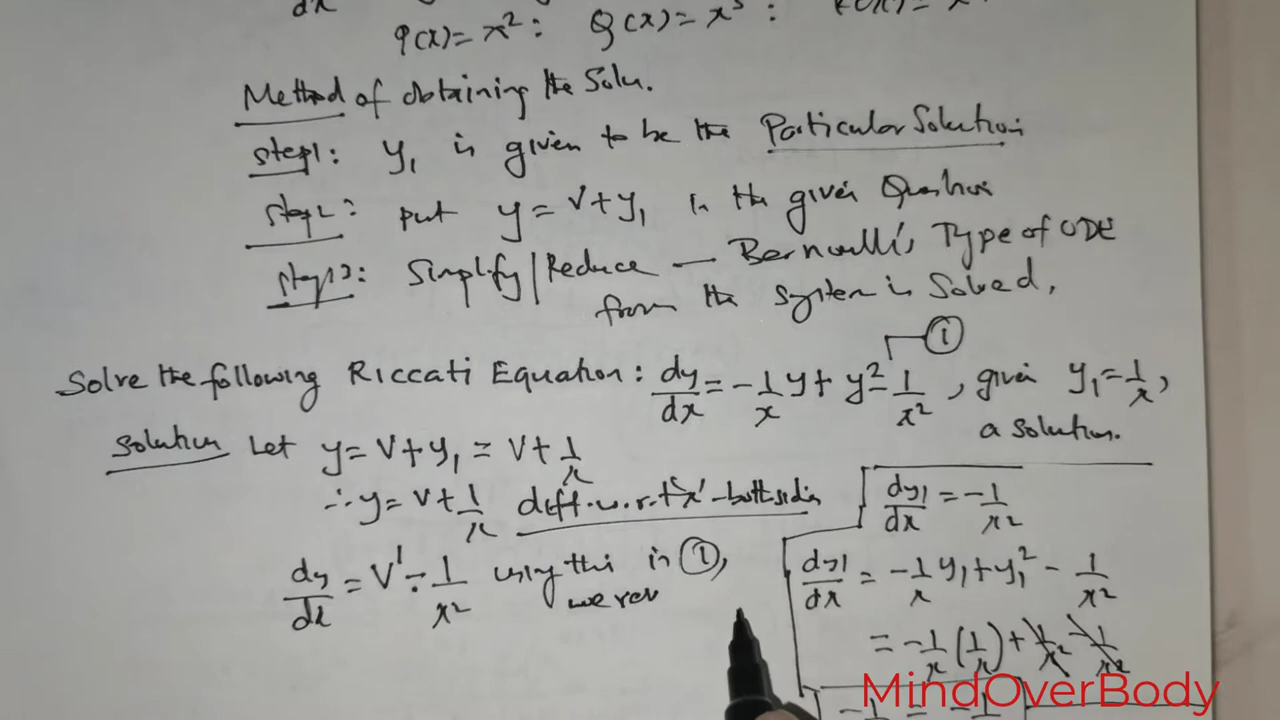 dx
P(x) = x² : Q(x) = x³ :
Method of obtaining the Soln.
Step1: y₁ is given to be the Particular Solution
Step2: put y = V + y₁ in the given Question
Step3: Simplify/Reduce — Bernoulli's Type of ODE
from the system is Solved,
①
Solve the following Riccati Equation: dy/dx = -1/x y + y² - 1/x², given y₁ = 1/x,
a solution.
Solution Let y = V + y₁ = V + 1/x
∴ y = V + 1/x diff. w.r.t 'x' - both sides
dy₁/dx = -1/x²
dy/dx = V' - 1/x² using this in ①,
we
dy₁/dx = -1/x y₁ + y₁² - 1/x²
= -1/x (1/x) + 1/x² - 1/x²
MindOverBody
-1 = -1